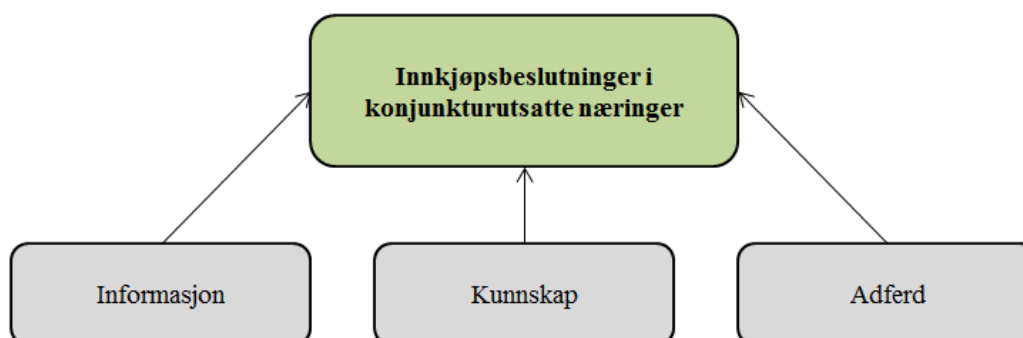 Innkjøpsbeslutninger i
konjunkturutsatte næringer
Informasjon
Kunnskap
Adferd